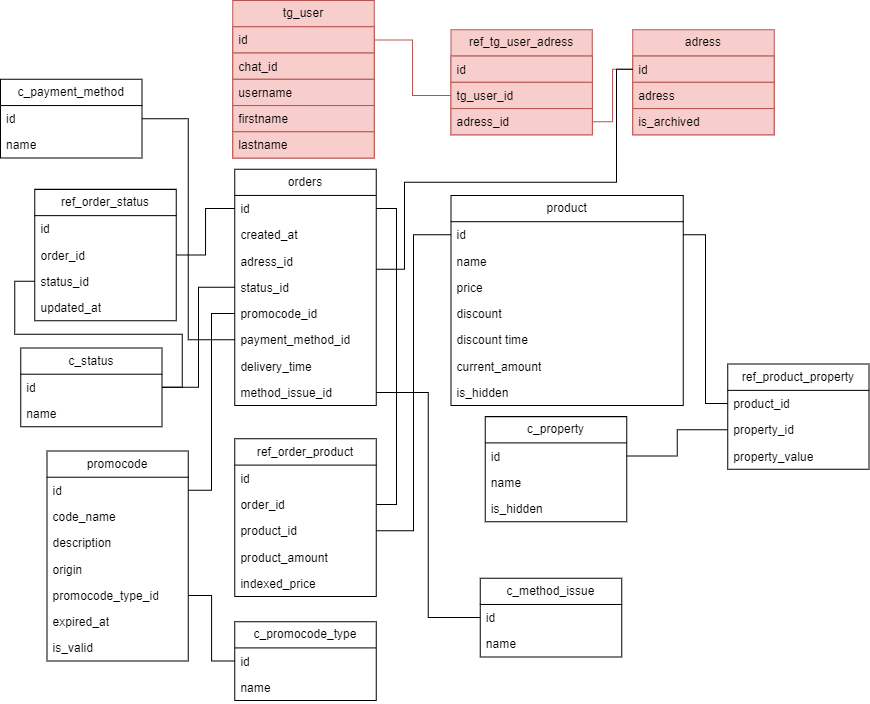 tg_user
id
chat_id
username
firstname
lastname
ref_tg_user_adress
id
tg_user_id
adress_id
adress
id
adress
is_archived
c_payment_method
id
name
ref_order_status
id
order_id
status_id
updated_at
orders
id
created_at
adress_id
status_id
promocode_id
payment_method_id
delivery_time
method_issue_id
product
id
name
price
discount
discount time
current_amount
is_hidden
c_status
id
name
ref_product_property
product_id
property_id
property_value
c_property
id
name
is_hidden
promocode
id
code_name
description
origin
promocode_type_id
expired_at
is_valid
ref_order_product
id
order_id
product_id
product_amount
indexed_price
c_method_issue
id
name
c_promocode_type
id
name